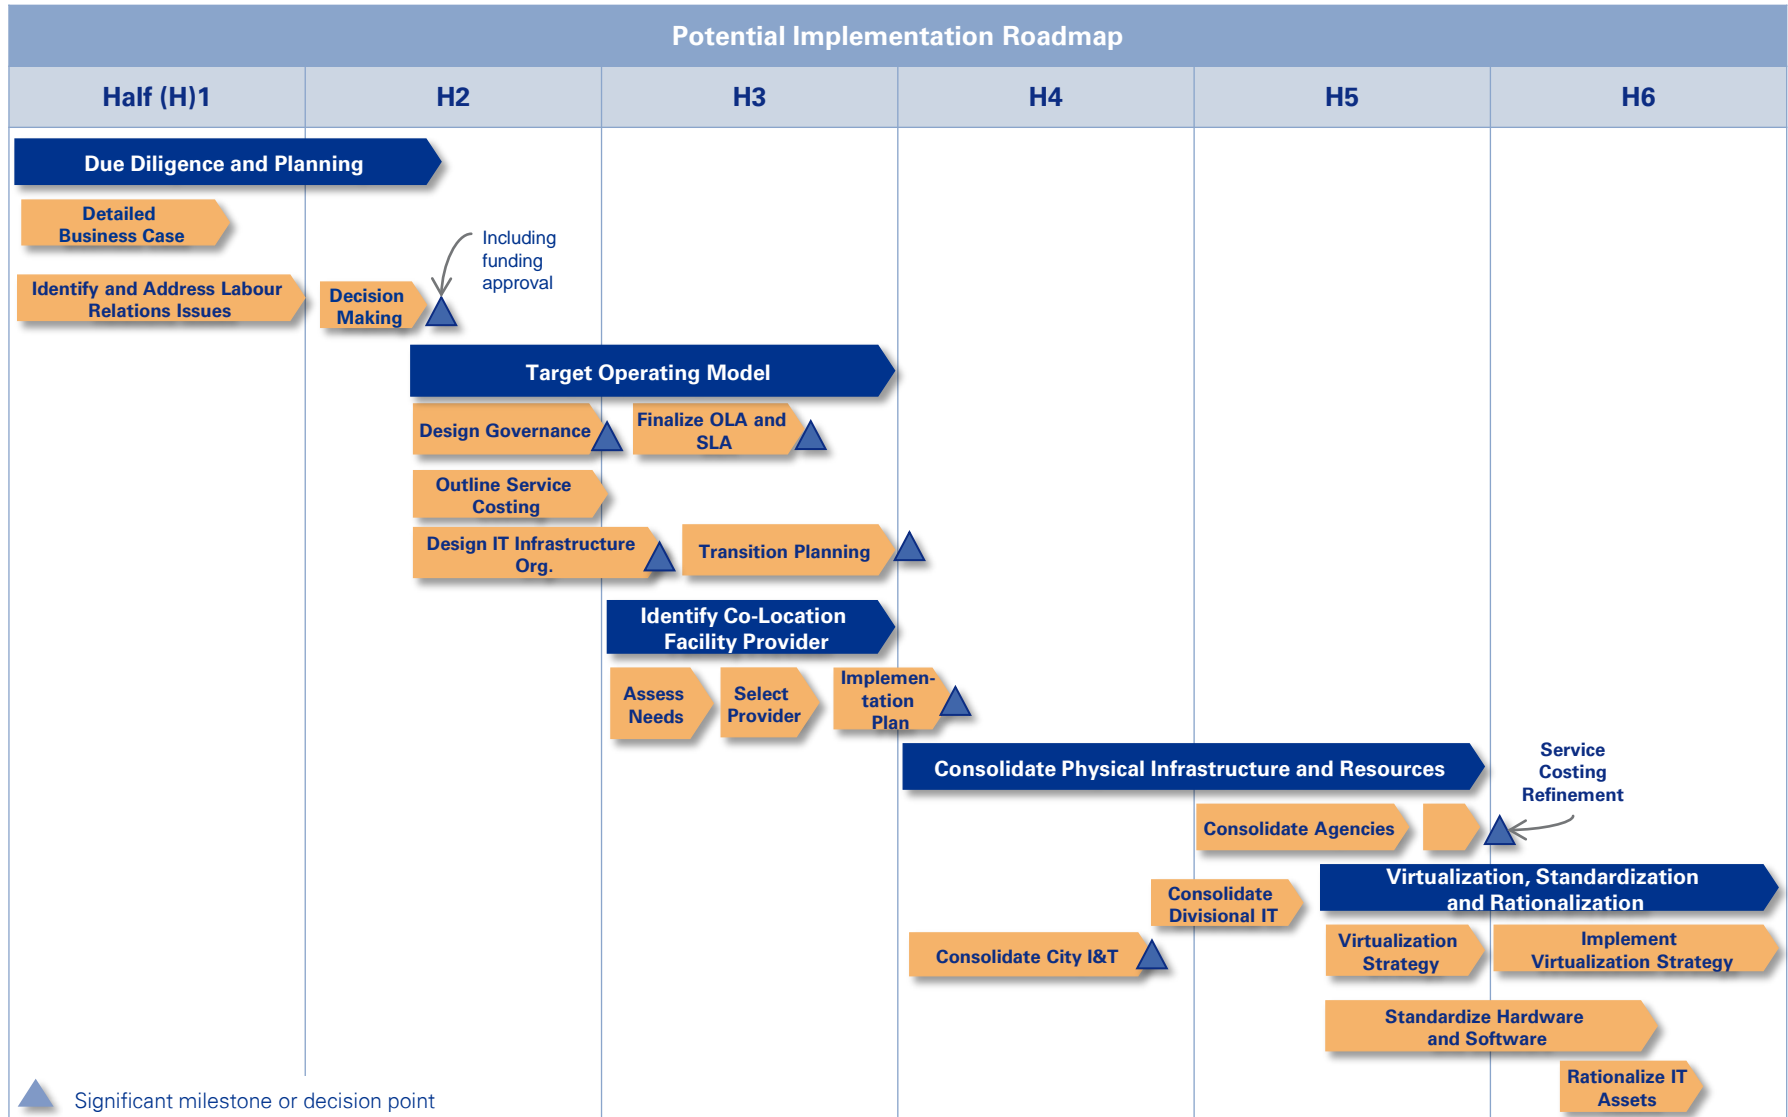 Potential Implementation Roadmap
Half (H)1
H2
H3
H4
H5
H6
Due Diligence and Planning
Detailed
Business Case
Including
funding
approval
Identify and Address Labour
Relations Issues
Decision
Making
Target Operating Model
Design Governance
Finalize OLA and
SLA
Outline Service
Costing
Design IT Infrastructure
Org.
Transition Planning
Identify Co-Location
Facility Provider
Assess
Needs
Select
Provider
Implemen-
tation
Plan
Consolidate Physical Infrastructure and Resources
Service
Costing
Refinement
Consolidate Agencies
Virtualization, Standardization
and Rationalization
Consolidate
Divisional IT
Consolidate City I&T
Virtualization
Strategy
Implement
Virtualization Strategy
Standardize Hardware
and Software
Rationalize IT
Assets
Significant milestone or decision point